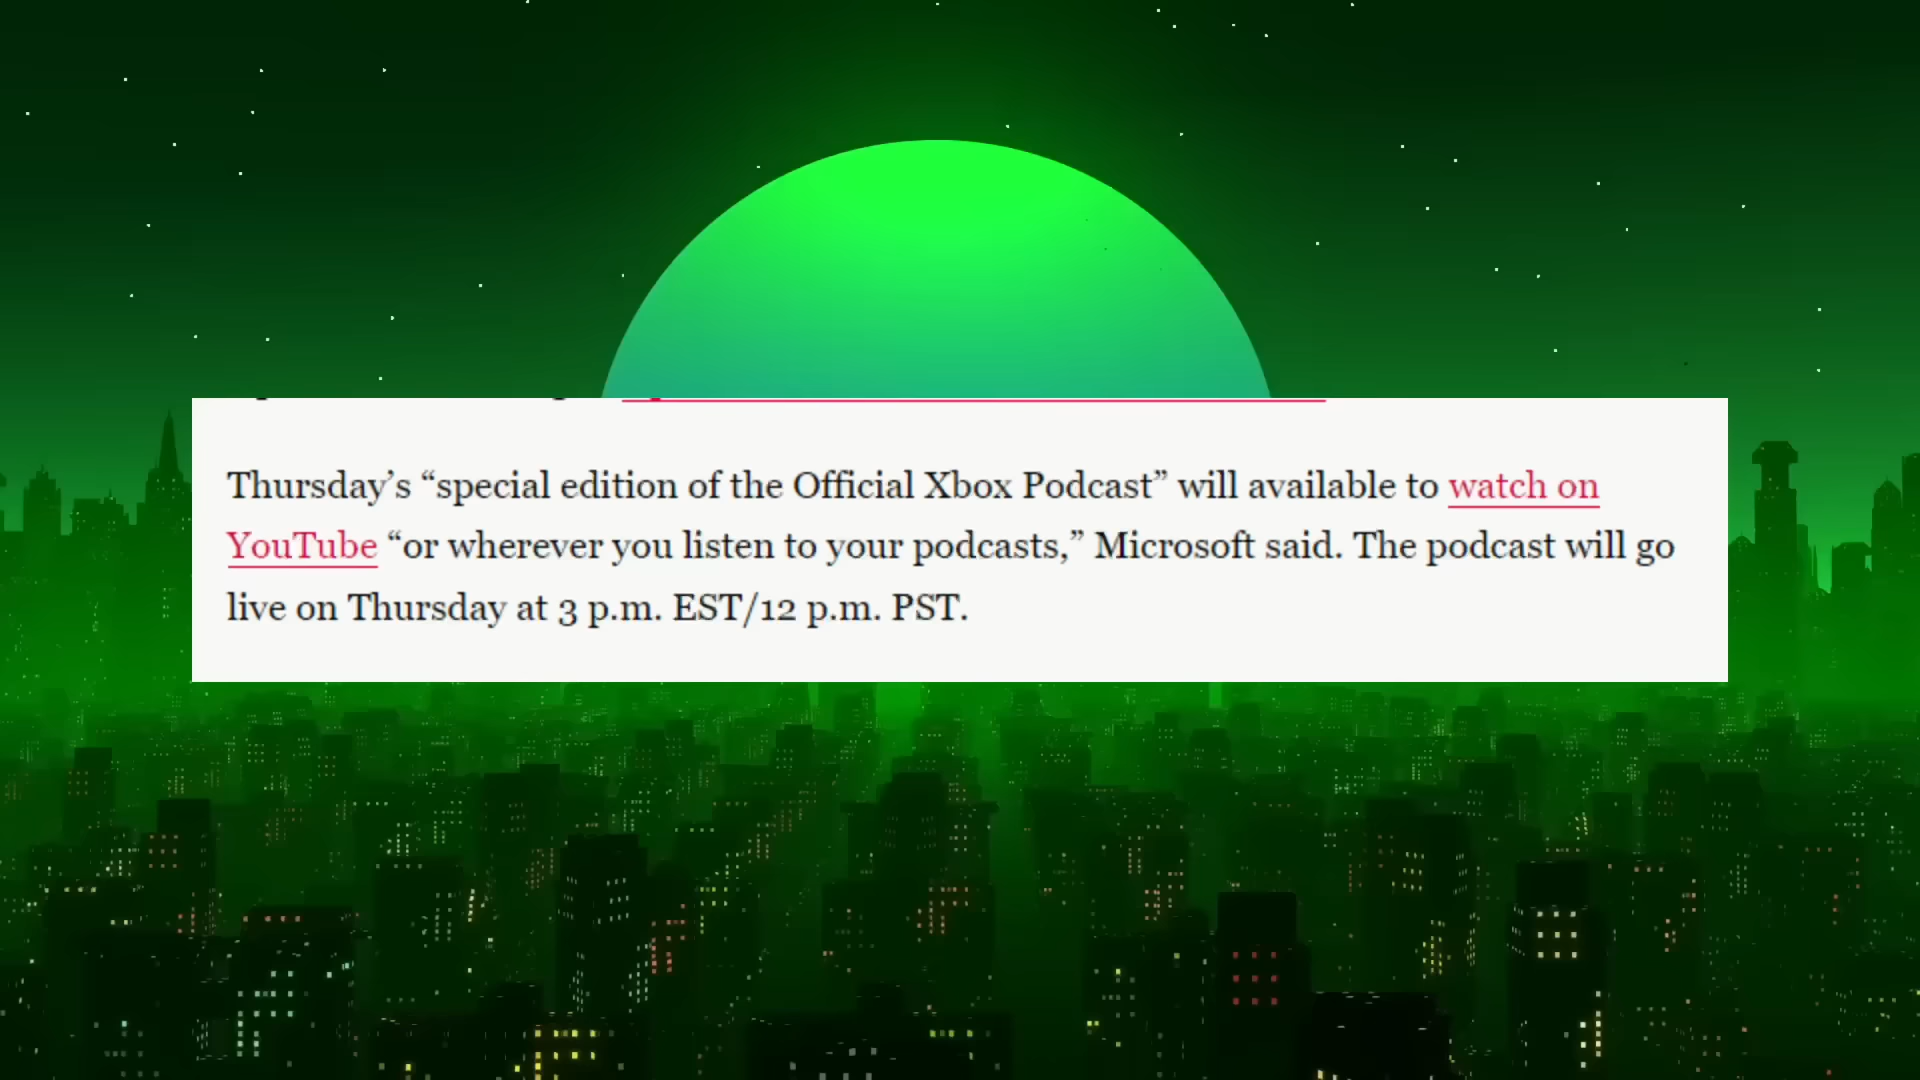 Thursday’s “special edition of the Official Xbox Podcast” will available to watch on
YouTube “or wherever you listen to your podcasts,” Microsoft said. The podcast will go
live on Thursday at 3 p.m. EST/12 p.m. PST.